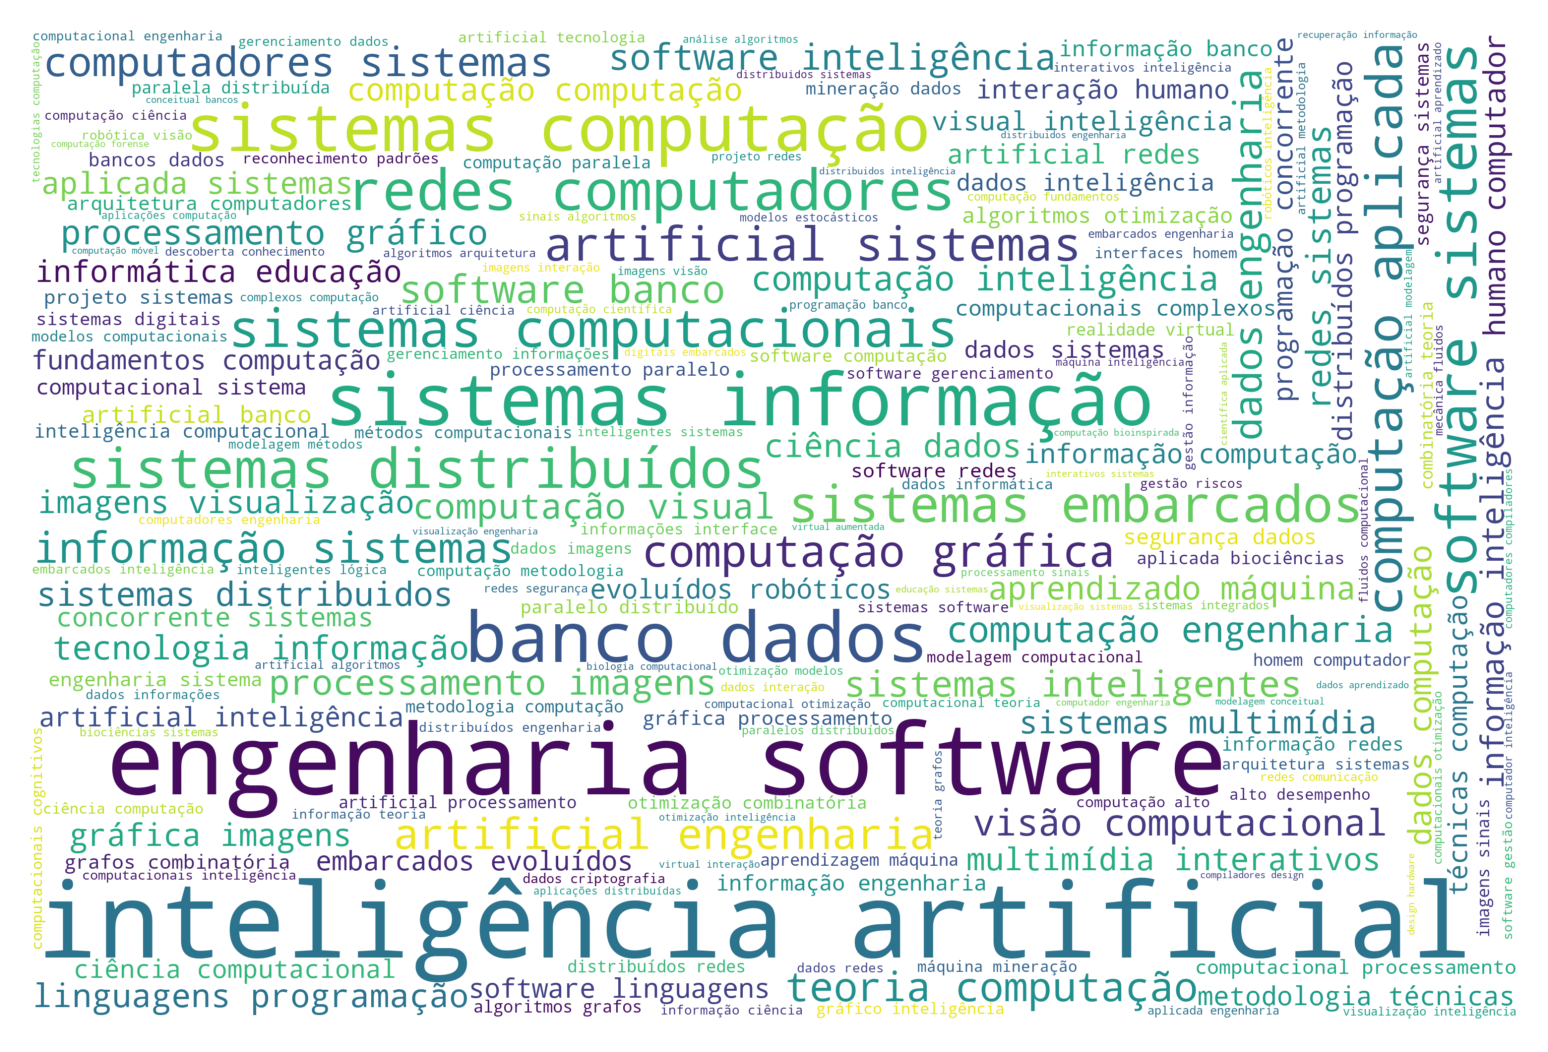 computacional engenharia
gerenciamento dados
artificial tecnologia
análise algoritmos
recuperação informação
computadores sistemas
software inteligência
informação banco
distribuidos sistemas
interativos inteligência
paralela distribuída
computação computação
mineração dados
interação humano
conceitual bancos
computação ciência
sistemas computação
visual inteligência
robótica visão
distribuidos engenharia
computação forense
bancos dados
reconhecimento padrões
computação paralela
projeto redes
artificial redes
distribuidos inteligência
aplicada sistemas
redes computadores
dados inteligência
arquitetura computadores
computação fundamentos
aplicações computação
sinais algoritmos
modelos estocásticos
algoritmos otimização
processamento gráfico
artificial sistemas
embarcados engenharia
computação móvel
descoberta conhecimento
algoritmos arquitetura
interfaces homem
informática educação
imagens interação
imagens visão
computação inteligência
software banco
projeto sistemas
complexos computação
artificial ciência
computação científica
programação banco
computacionais complexos
sistemas digitais
sistemas computacionais
realidade virtual
modelos computacionais
fundamentos computação
gerenciamento informações
digitais embarcados
software computação
dados sistemas
máquina inteligência
processamento paralelo
software gerenciamento
computacional sistema
sistemas informação
artificial banco
inteligência computacional
métodos computacionais
inteligentes sistemas
computação bioinspirada
modelagem métodos
ciência dados
informação computação
sistemas distribuídos
software redes
interativos sistemas
dados informática
gestão riscos
imagens visualização
computação visual
sistemas embarcados
computadores engenharia
visualização engenharia
informações interface
virtual aumentada
segurança dados
informação sistemas
dados imagens
computação gráfica
aplicada biociências
embarcados inteligência
inteligentes lógica
computação metodologia
processamento sinais
sistemas distribuidos
redes segurança
evoluídos robóticos
educação sistemas
aprendizado máquina
paralelo distribuído
sistemas software
visualização sistemas
sistemas integrados
concorrente sistemas
banco dados
computação engenharia
tecnologia informação
modelagem computacional
homem computador
artificial algoritmos
biologia computacional
otimização modelos
engenharia sistema
processamento imagens
dados interação
sistemas inteligentes
dados aprendizado
dados informações
artificial inteligência
metodologia computação
computacional otimização
computacional teoria
computador engenharia
modelagem conceitual
gráfica processamento
sistemas multimídia
biociências sistemas
distribuídos engenharia
paralelos distribuídos
engenharia software
informação redes
arquitetura sistemas
redes comunicação
ciência computação
artificial processamento
otimização combinatória
computação alto
alto desempenho
informação teoria
otimização inteligência
gráfica imagens
artificial engenharia
visão computacional
grafos combinatória
embarcados evoluídos
virtual interação
aprendizagem máquina
multimídia interativos
computacionais inteligência
dados criptografia
informação engenharia
compiladores design
aplicações distribuídas
inteligência artificial
ciência computacional
distribuídos redes
dados redes
máquina mineração
computacional processamento
linguagens programação
software linguagens
teoria computação
metodologia técnicas
algoritmos grafos
informação ciência
gráfico inteligência
aplicada engenharia
visualização inteligência
tecnologias computação
computacionais cognitivos
teoria grafos
gestão informação
científica aplicada
dados engenharia
robóticos inteligência
programação concorrente
artificial metodologia
redes sistemas
distribuídos programação
fluidos computacional
computação aplicada
artificial modelagem
segurança sistemas
combinatória teoria
artificial aprendizado
mecânica fluidos
software sistemas
humano computador
informação inteligência
computadores compiladores
dados computação
computacionais otimização
técnicas computação
computador inteligência
design hardware
imagens sinais
software gestão